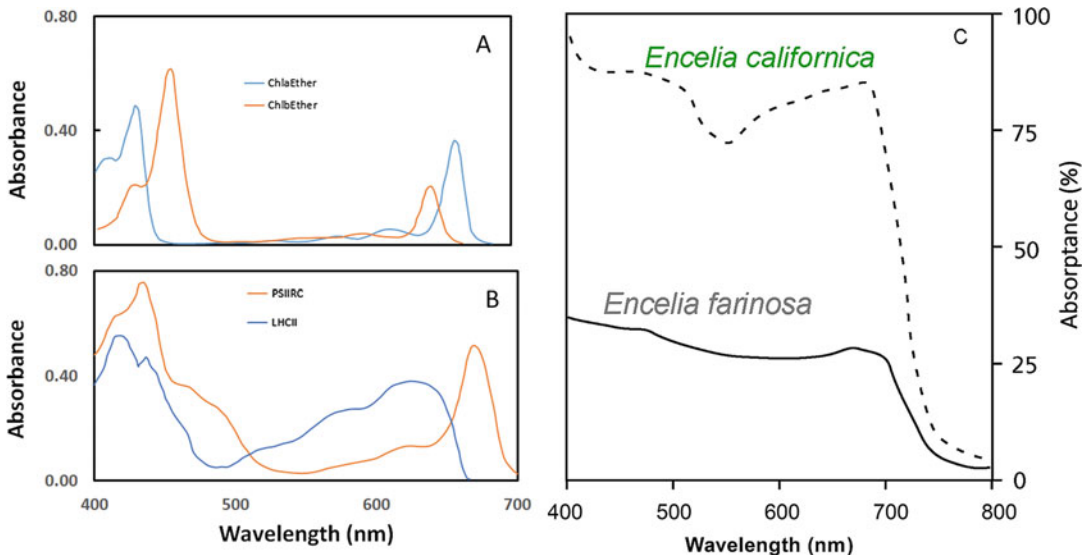 0.80
A
ChlaEther
ChlbEther
Absorbance
0.40
0.00
0.80
B
PSIIRC
LHCII
Absorbance
0.40
0.00
400 500 600 700
Wavelength (nm)
100
C
Encelia californica
75
50
Absorptance (%)
Encelia farinosa
25
0
400 500 600 700 800
Wavelength (nm)